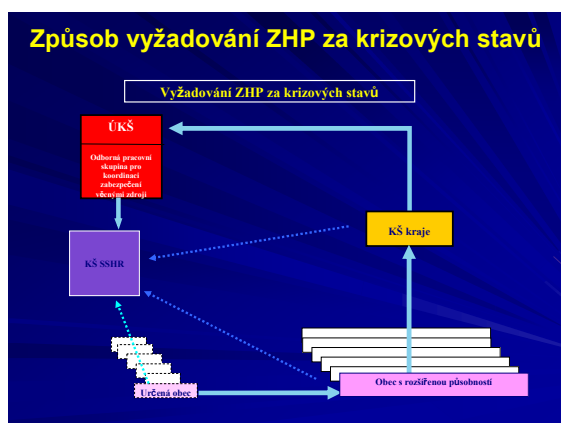 Způsob vyžadování ZHP za krizových stavů
Vyžadování ZHP za krizových stavů
ÚKŠ
Odborná pracovní
skupina pro
koordinaci
zabezpečení
věcnými zdroji
KŠ kraje
KŠ SSHR
Určená obec
Obec s rozšířenou působností